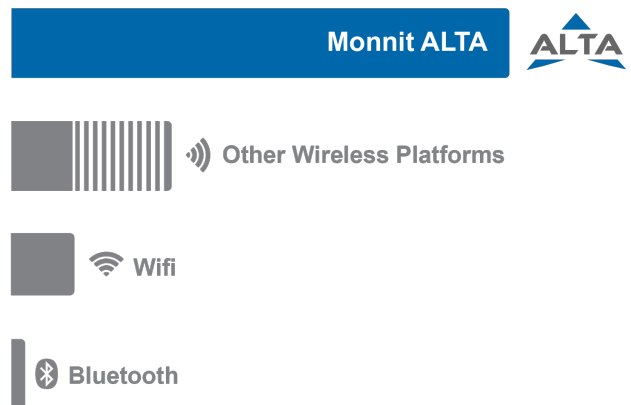 Monnit ALTA
ALTA
Other Wireless Platforms
Wifi
Bluetooth